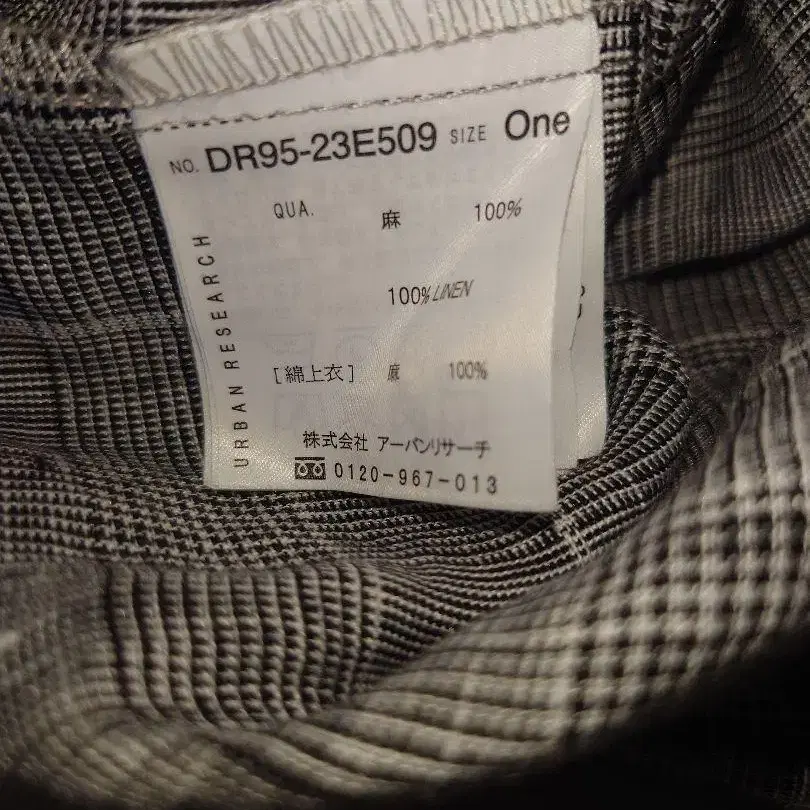 NO. DR95-23E509 SIZE One
QUA. 麻 100%
100% LINEN
[綿上衣] 麻 100%
株式会社 アーバンリサーチ
0120-967-013
URBAN RESEARCH